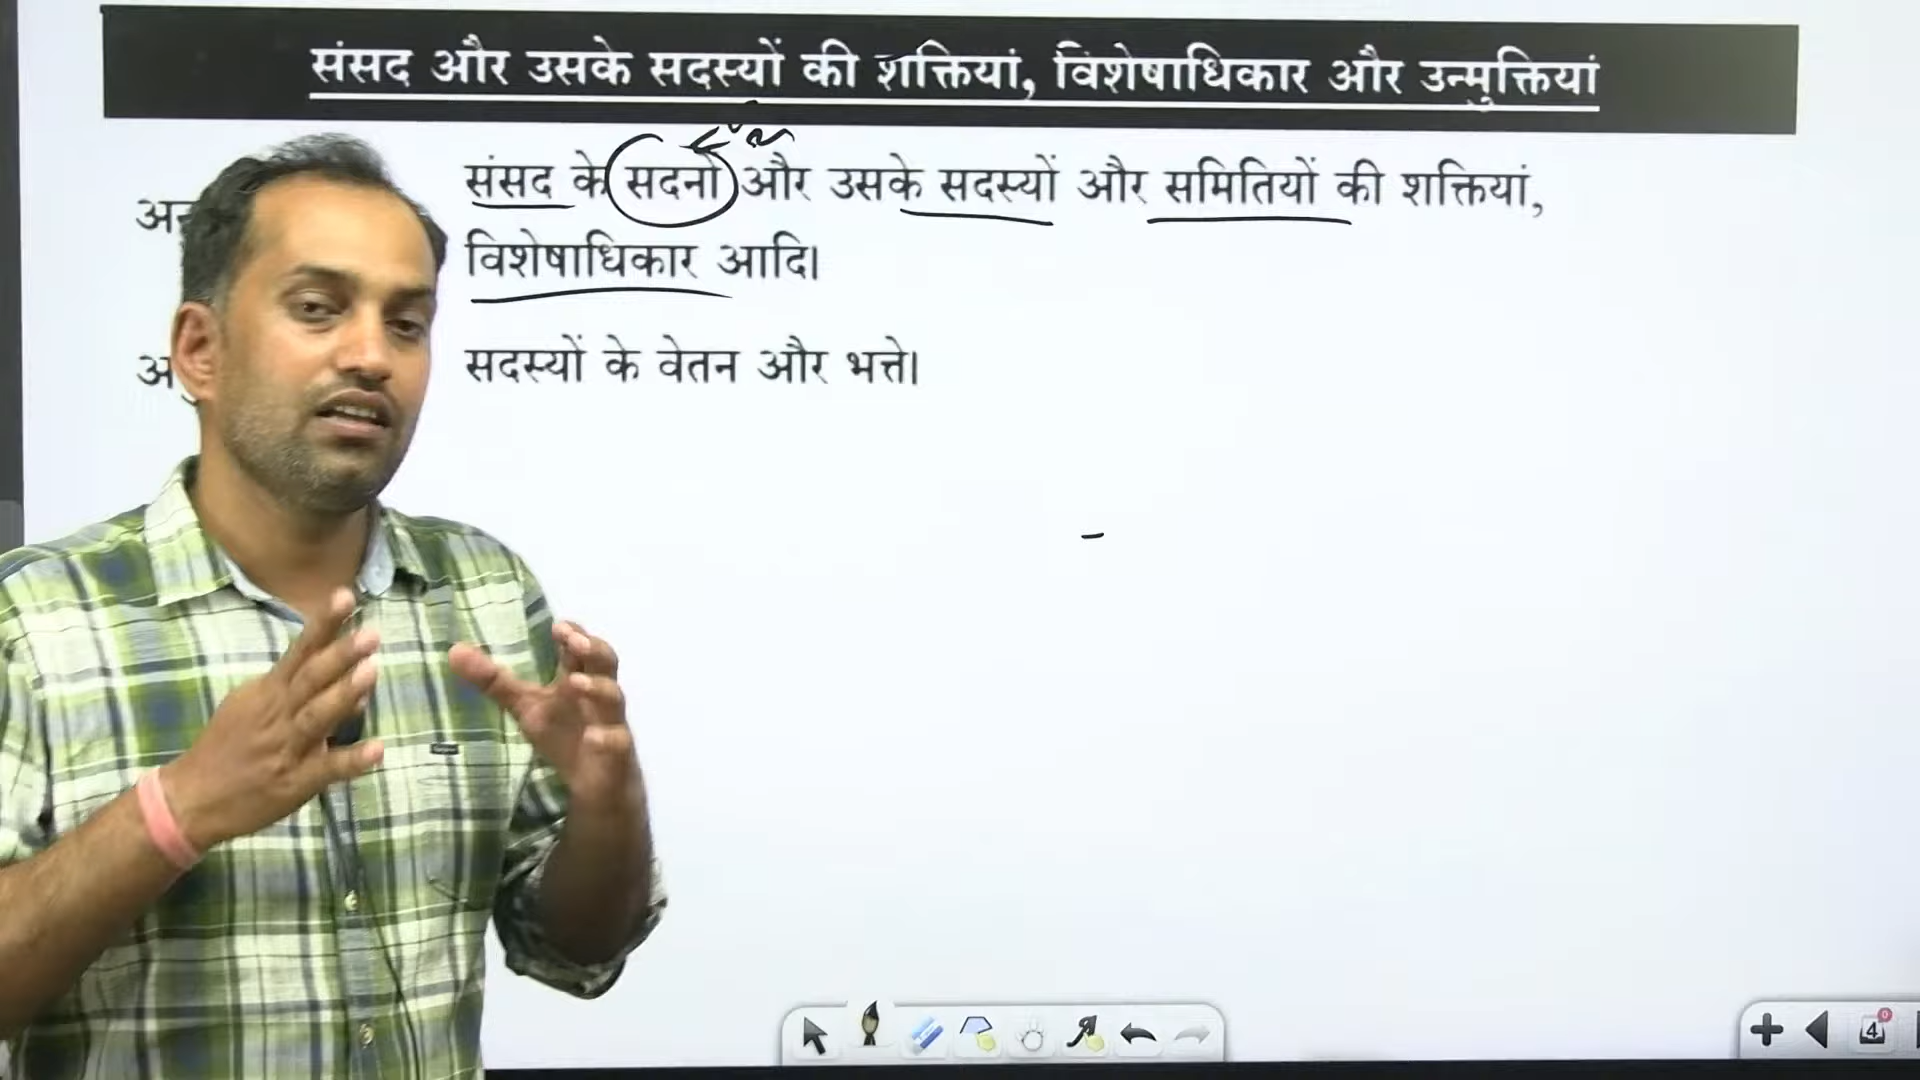 संसद और उसके सदस्यों की शक्तियां, विशेषाधिकार और उन्मुक्तियां
संसद के सदनों और उसके सदस्यों और समितियों की शक्तियां,
विशेषाधिकार आदि।
सदस्यों के वेतन और भत्ते।
4